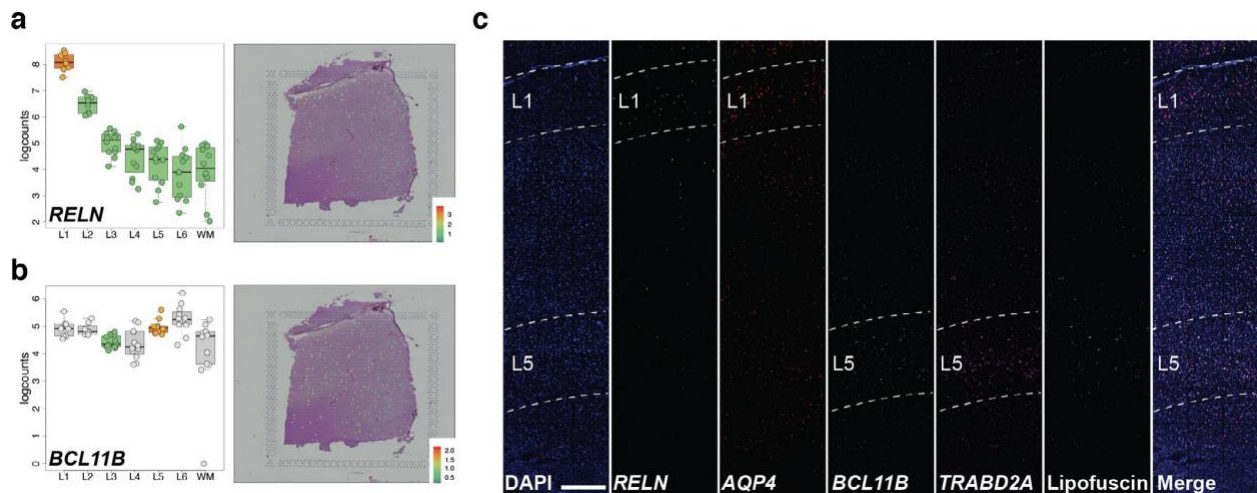 a
logcounts
8
7
6
5
4
3
2
RELN
L1 L2 L3 L4 L5 L6 WM
3
2
1
b
logcounts
6
5
4
3
2
1
0
BCL11B
L1 L2 L3 L4 L5 L6 WM
2.0
1.5
1.0
0.5
c
L1 L1 L1 L1
L5 L5 L5 L5
DAPI RELN AQP4 BCL11B TRABD2A Lipofuscin Merge